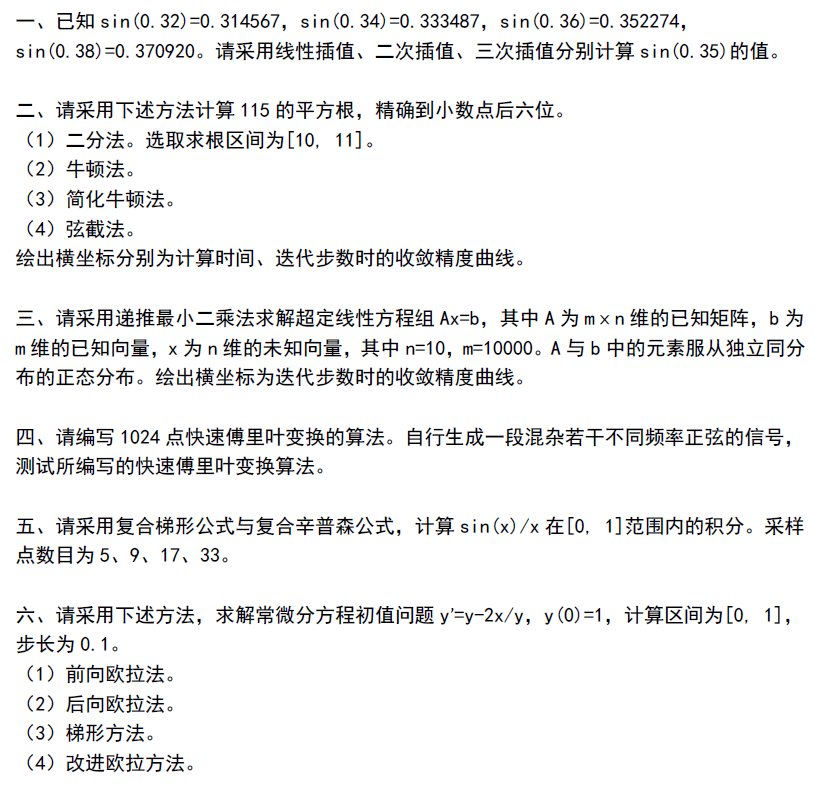 一、已知 sin(0.32)=0.314567，sin(0.34)=0.333487，sin(0.36)=0.352274，
sin(0.38)=0.370920。请采用线性插值、二次插值、三次插值分别计算 sin(0.35)的值。
二、请采用下述方法计算 115 的平方根，精确到小数点后六位。
（1）二分法。选取求根区间为[10, 11]。
（2）牛顿法。
（3）简化牛顿法。
（4）弦截法。
绘出横坐标分别为计算时间、迭代步数时的收敛精度曲线。
三、请采用递推最小二乘法求解超定线性方程组 Ax=b，其中 A 为 m×n 维的已知矩阵，b 为
m 维的已知向量，x 为 n 维的未知向量，其中 n=10，m=10000。A 与 b 中的元素服从独立同分
布的正态分布。绘出横坐标为迭代步数时的收敛精度曲线。
四、请编写 1024 点快速傅里叶变换的算法。自行生成一段混杂若干不同频率正弦的信号，
测试所编写的快速傅里叶变换算法。
五、请采用复合梯形公式与复合辛普森公式，计算 sin(x)/x 在[0, 1]范围内的积分。采样
点数目为 5、9、17、33。
六、请采用下述方法，求解常微分方程初值问题 y'=y-2x/y，y(0)=1，计算区间为[0, 1]，
步长为 0.1。
（1）前向欧拉法。
（2）后向欧拉法。
（3）梯形方法。
（4）改进欧拉方法。